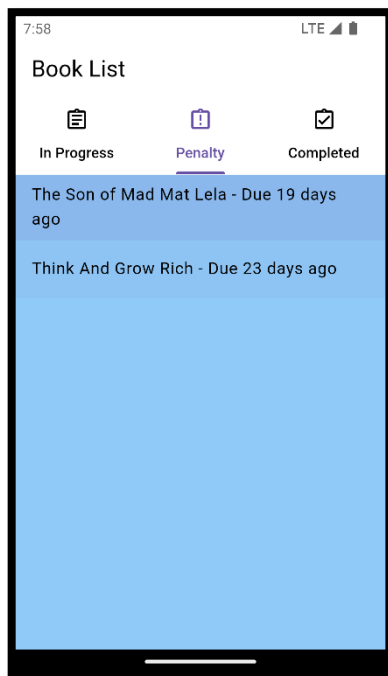 7:58 LTE
Book List
In Progress Penalty Completed
The Son of Mad Mat Lela - Due 19 days
ago
Think And Grow Rich - Due 23 days ago